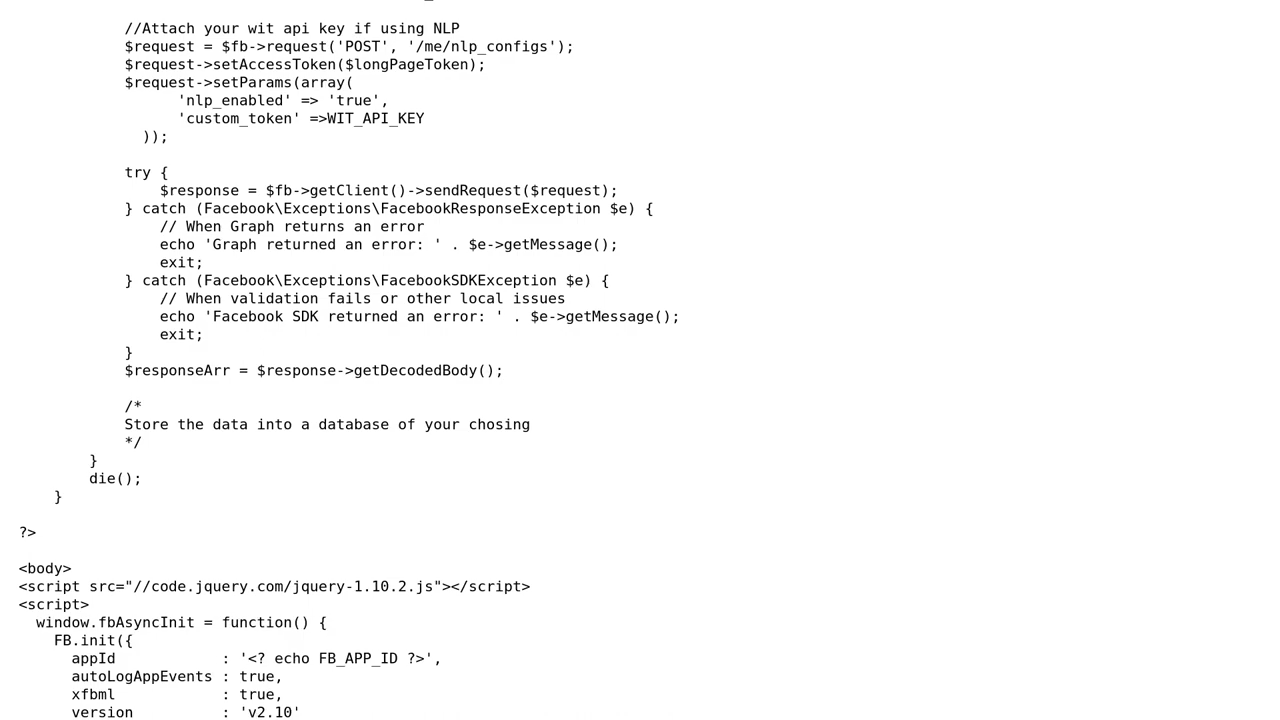 //Attach your wit api key if using NLP
$request = $fb->request('POST', '/me/nlp_configs');
$request->setAccessToken($longPageToken);
$request->setParams(array(
'nlp_enabled' => 'true',
'custom_token' =>WIT_API_KEY
));
try {
$response = $fb->getClient()->sendRequest($request);
} catch (Facebook\Exceptions\FacebookResponseException $e) {
// When Graph returns an error
echo 'Graph returned an error: ' . $e->getMessage();
exit;
} catch (Facebook\Exceptions\FacebookSDKException $e) {
// When validation fails or other local issues
echo 'Facebook SDK returned an error: ' . $e->getMessage();
exit;
}
$responseArr = $response->getDecodedBody();
/*
Store the data into a database of your chosing
*/
}
die();
}
?>
<body>
<script src="//code.jquery.com/jquery-1.10.2.js"></script>
<script>
window.fbAsyncInit = function() {
FB.init({
appId : '<? echo FB_APP_ID ?>',
autoLogAppEvents : true,
xfbml : true,
version : 'v2.10'